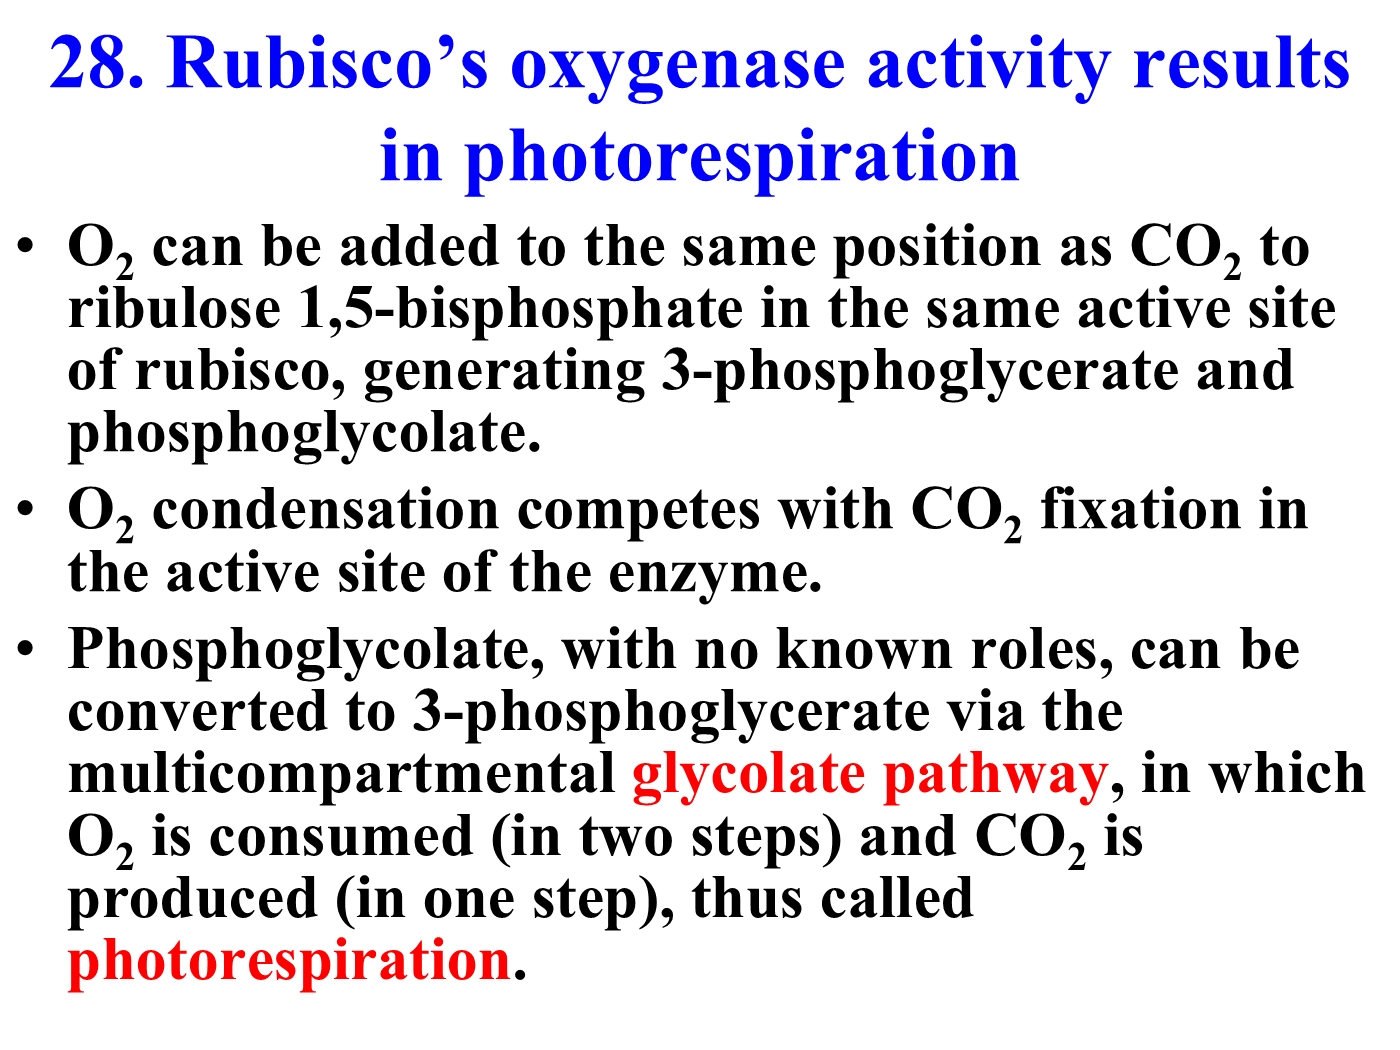 28. Rubisco’s oxygenase activity results
in photorespiration
• O₂ can be added to the same position as CO₂ to
ribulose 1,5-bisphosphate in the same active site
of rubisco, generating 3-phosphoglycerate and
phosphoglycolate.
• O₂ condensation competes with CO₂ fixation in
the active site of the enzyme.
• Phosphoglycolate, with no known roles, can be
converted to 3-phosphoglycerate via the
multicompartmental glycolate pathway, in which
O₂ is consumed (in two steps) and CO₂ is
produced (in one step), thus called
photorespiration.